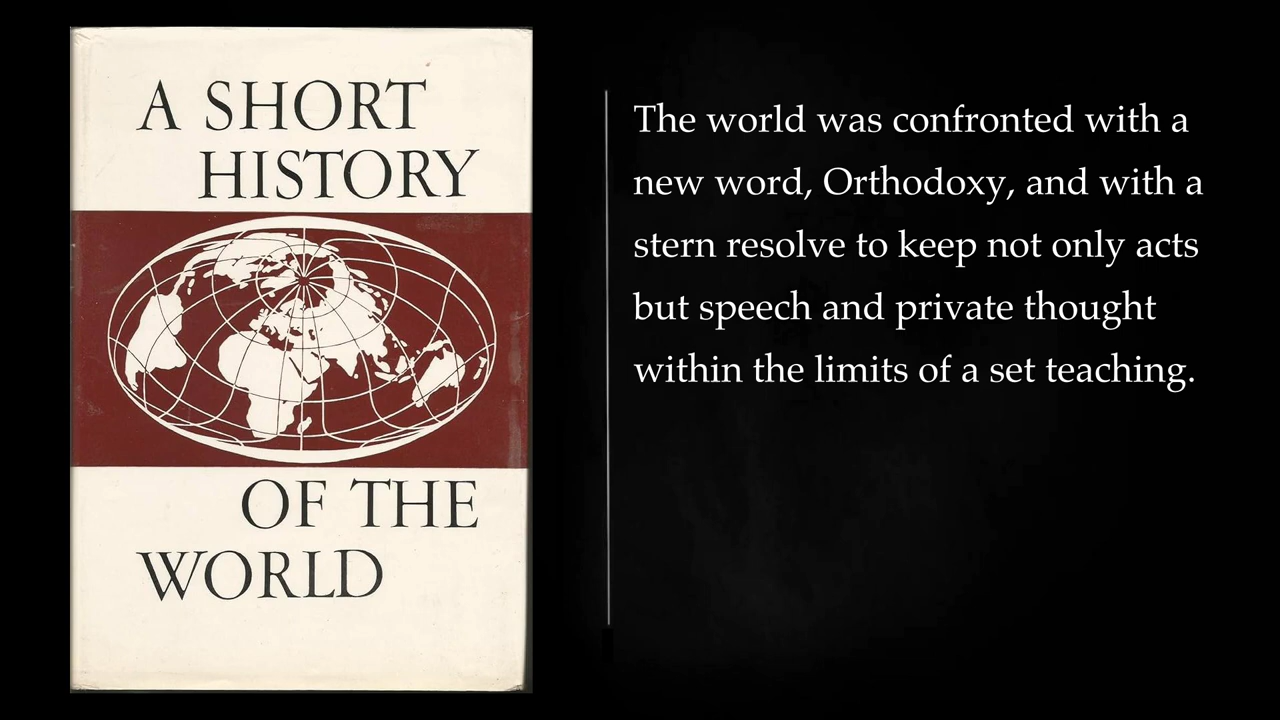 A SHORT
HISTORY
OF THE
WORLD
The world was confronted with a
new word, Orthodoxy, and with a
stern resolve to keep not only acts
but speech and private thought
within the limits of a set teaching.